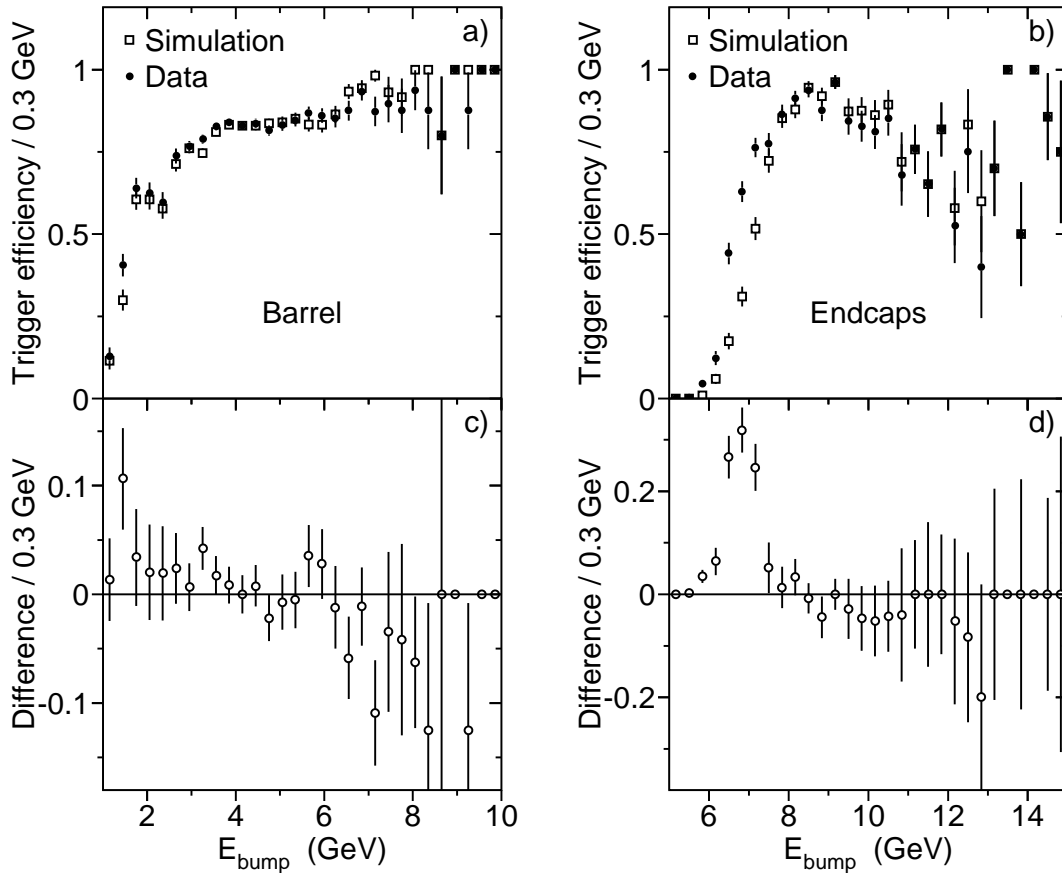 a)
Simulation
Data
Trigger efficiency / 0.3 GeV
1
0.5
0
Barrel
b)
Simulation
Data
Trigger efficiency / 0.3 GeV
1
0.5
0
Endcaps
c)
Difference / 0.3 GeV
0.1
0
-0.1
2 4 6 8 10
E_bump (GeV)
d)
Difference / 0.3 GeV
0.2
0
-0.2
6 8 10 12 14
E_bump (GeV)